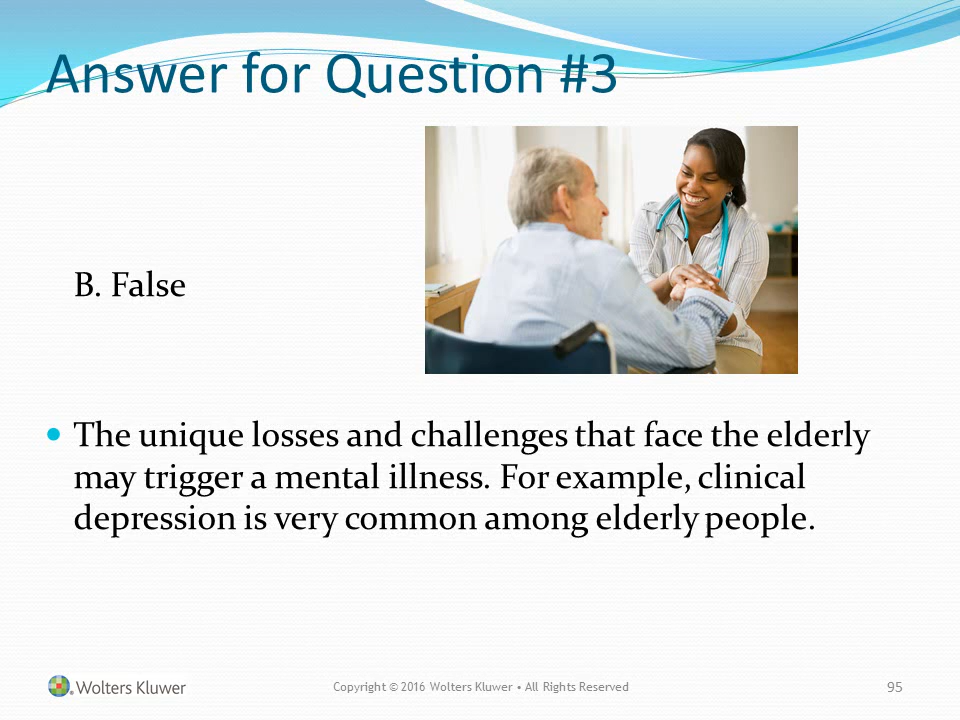 Answer for Question #3
B. False
• The unique losses and challenges that face the elderly
may trigger a mental illness. For example, clinical
depression is very common among elderly people.
Wolters Kluwer
Copyright © 2016 Wolters Kluwer • All Rights Reserved
95